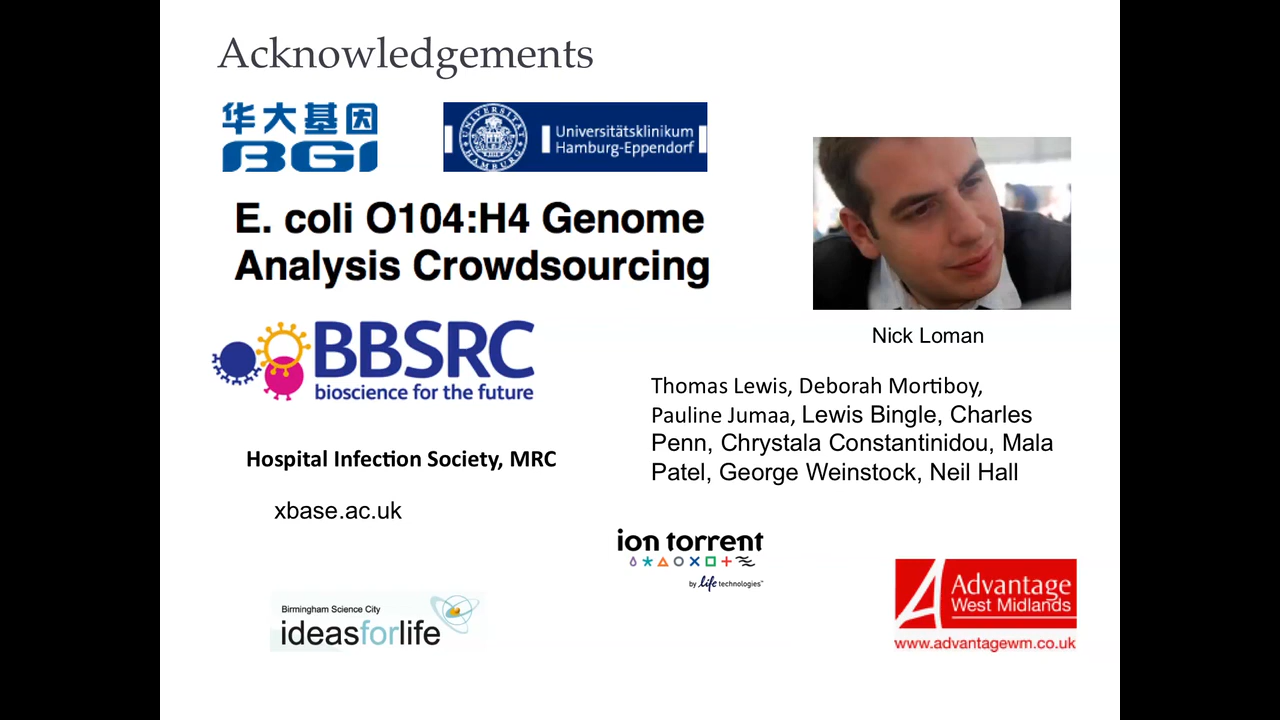 Acknowledgements
华大基因
BGI
UNIVERSITÄT HAMBURG
Universitätsklinikum
Hamburg-Eppendorf
E. coli O104:H4 Genome
Analysis Crowdsourcing
Nick Loman
BBSRC
bioscience for the future
Thomas Lewis, Deborah Mortiboy,
Pauline Jumaa, Lewis Bingle, Charles
Penn, Chrystala Constantinidou, Mala
Patel, George Weinstock, Neil Hall
Hospital Infection Society, MRC
xbase.ac.uk
ion torrent
by life technologies™
Birmingham Science City
ideasforlife
Advantage
West Midlands
www.advantagewm.co.uk